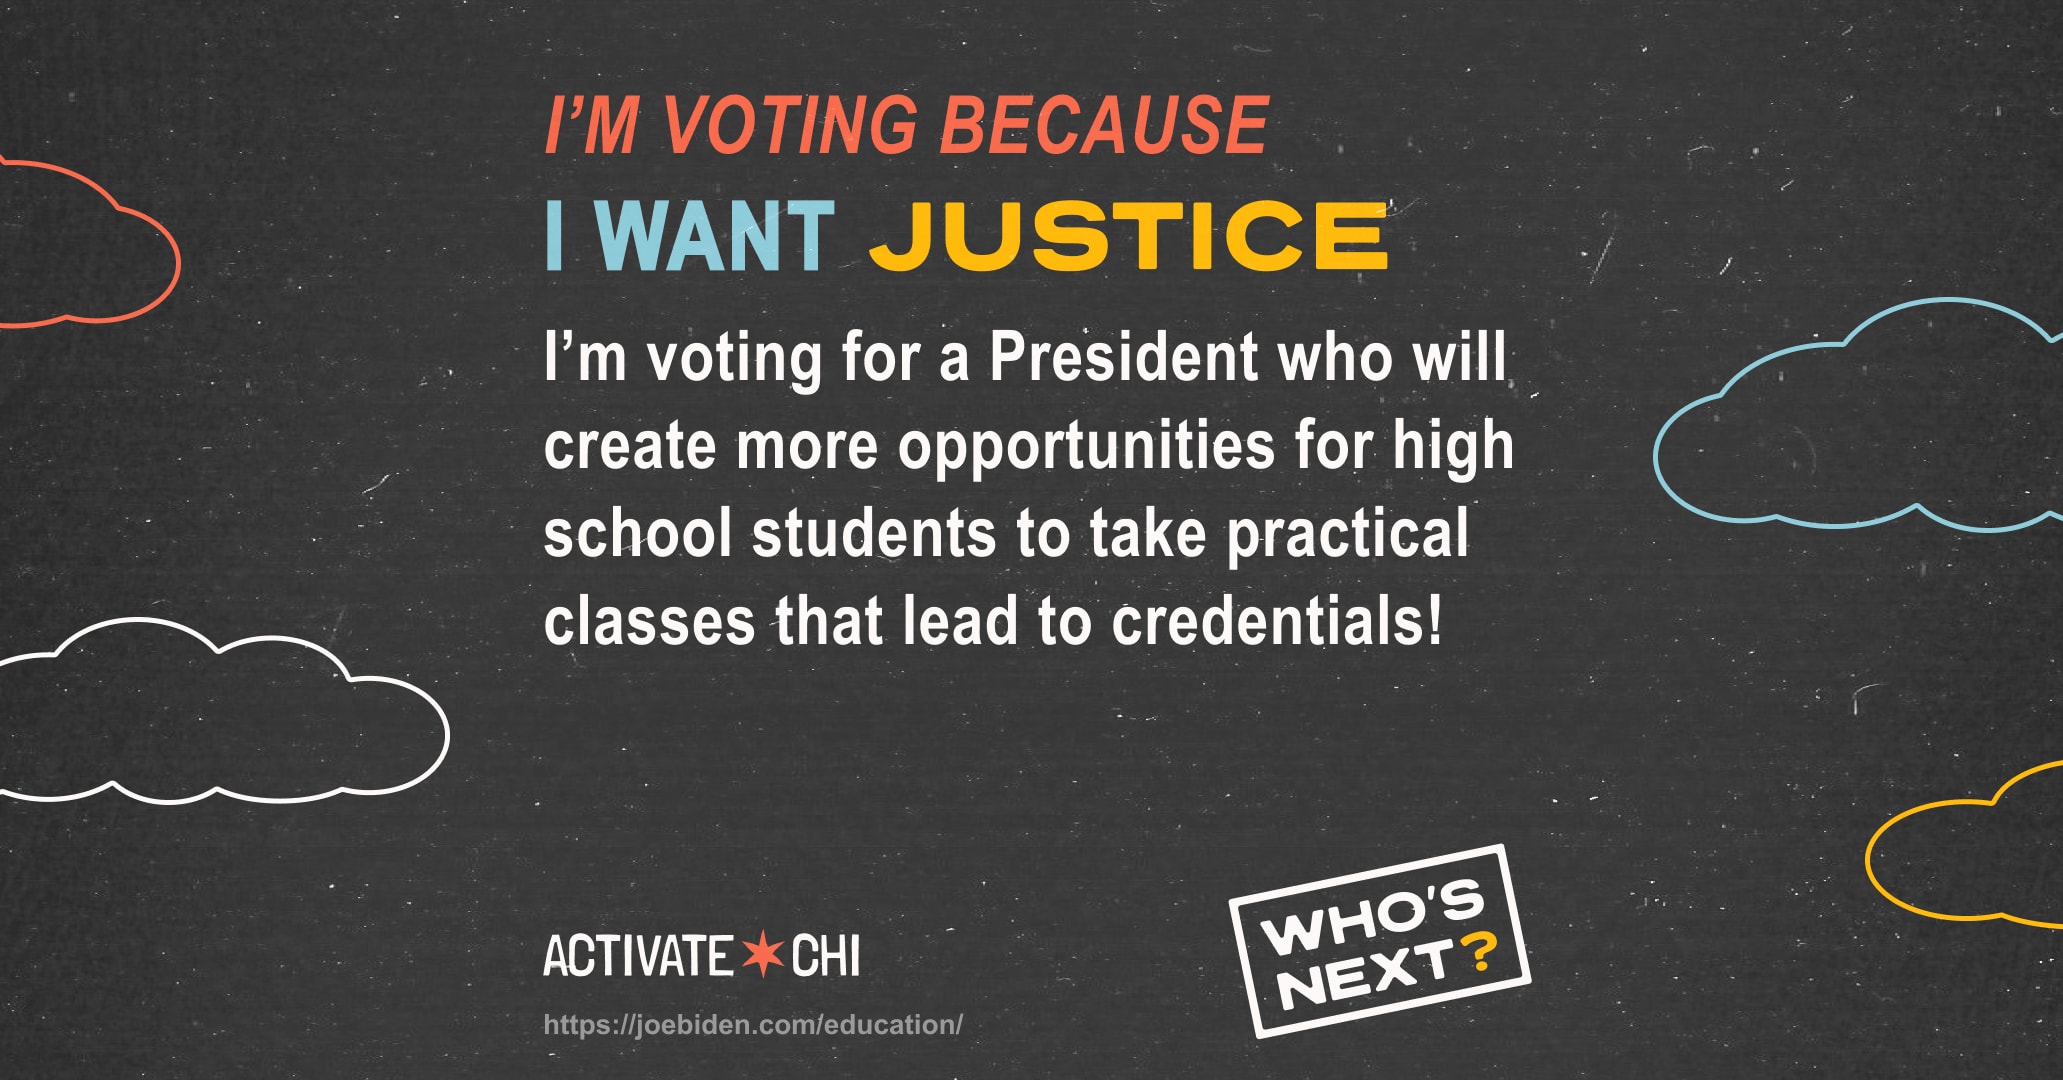 I’M VOTING BECAUSE
I WANT JUSTICE
I’m voting for a President who will
create more opportunities for high
school students to take practical
classes that lead to credentials!
ACTIVATE CHI
https://joebiden.com/education/
WHO'S
NEXT?